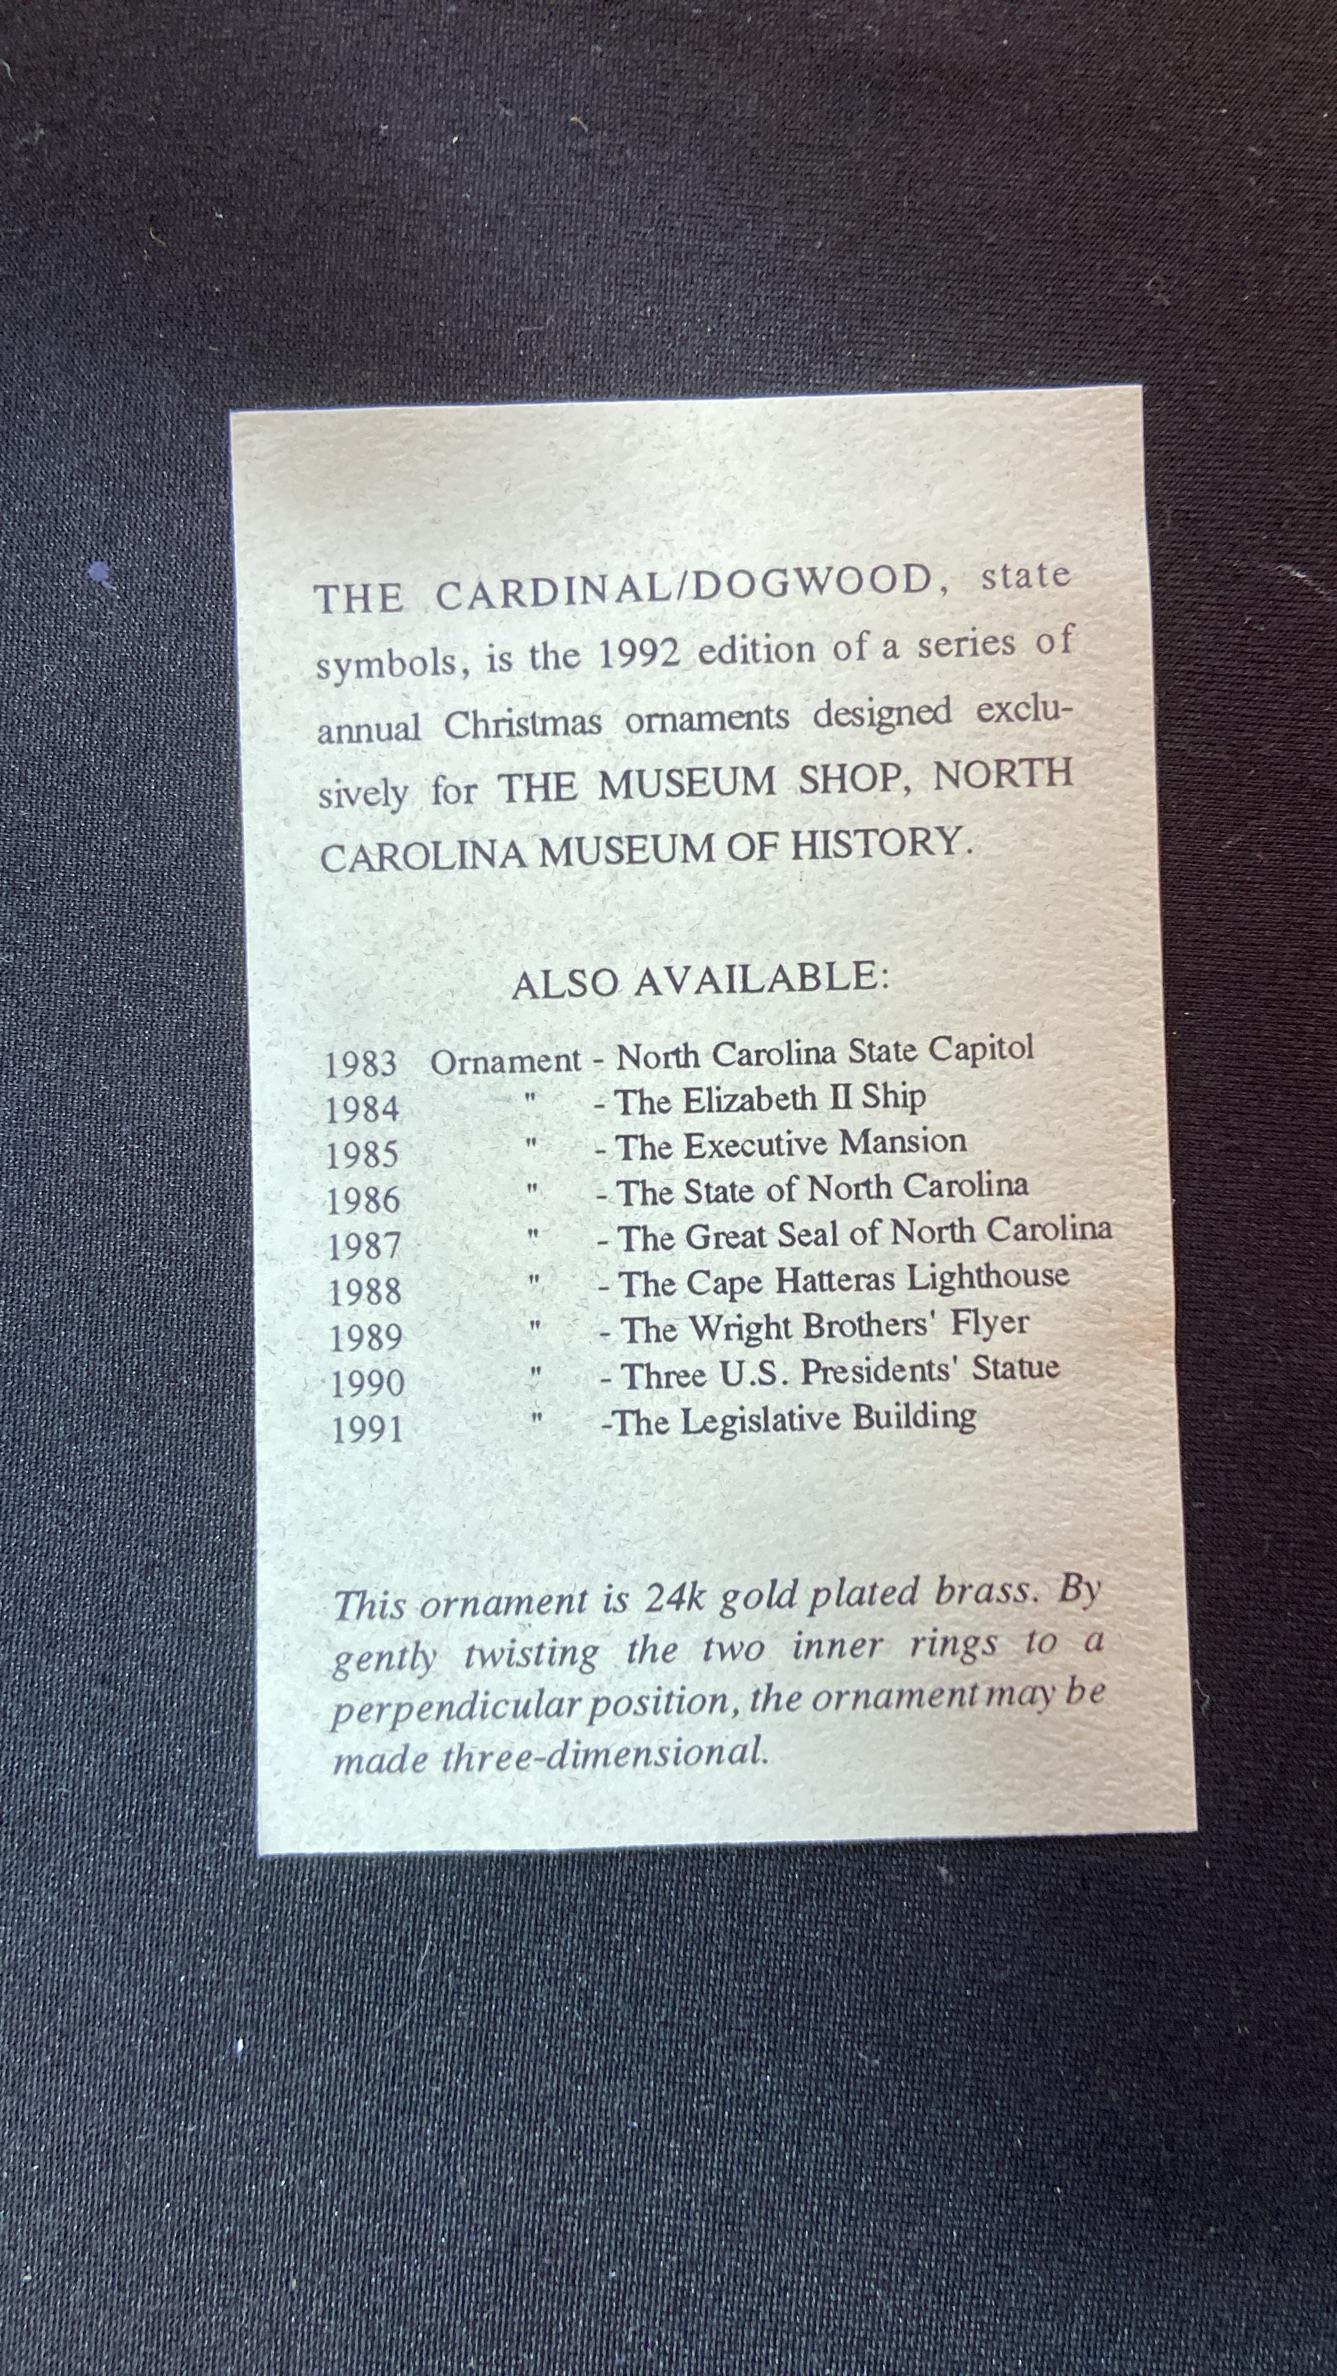 THE CARDINAL/DOGWOOD, state
symbols, is the 1992 edition of a series of
annual Christmas ornaments designed exclu-
sively for THE MUSEUM SHOP, NORTH
CAROLINA MUSEUM OF HISTORY.
ALSO AVAILABLE:
1983 Ornament - North Carolina State Capitol
1984 " - The Elizabeth II Ship
1985 " - The Executive Mansion
1986 " - The State of North Carolina
1987 " - The Great Seal of North Carolina
1988 " - The Cape Hatteras Lighthouse
1989 " - The Wright Brothers' Flyer
1990 " - Three U.S. Presidents' Statue
1991 " -The Legislative Building
This ornament is 24k gold plated brass. By
gently twisting the two inner rings to a
perpendicular position, the ornament may be
made three-dimensional.